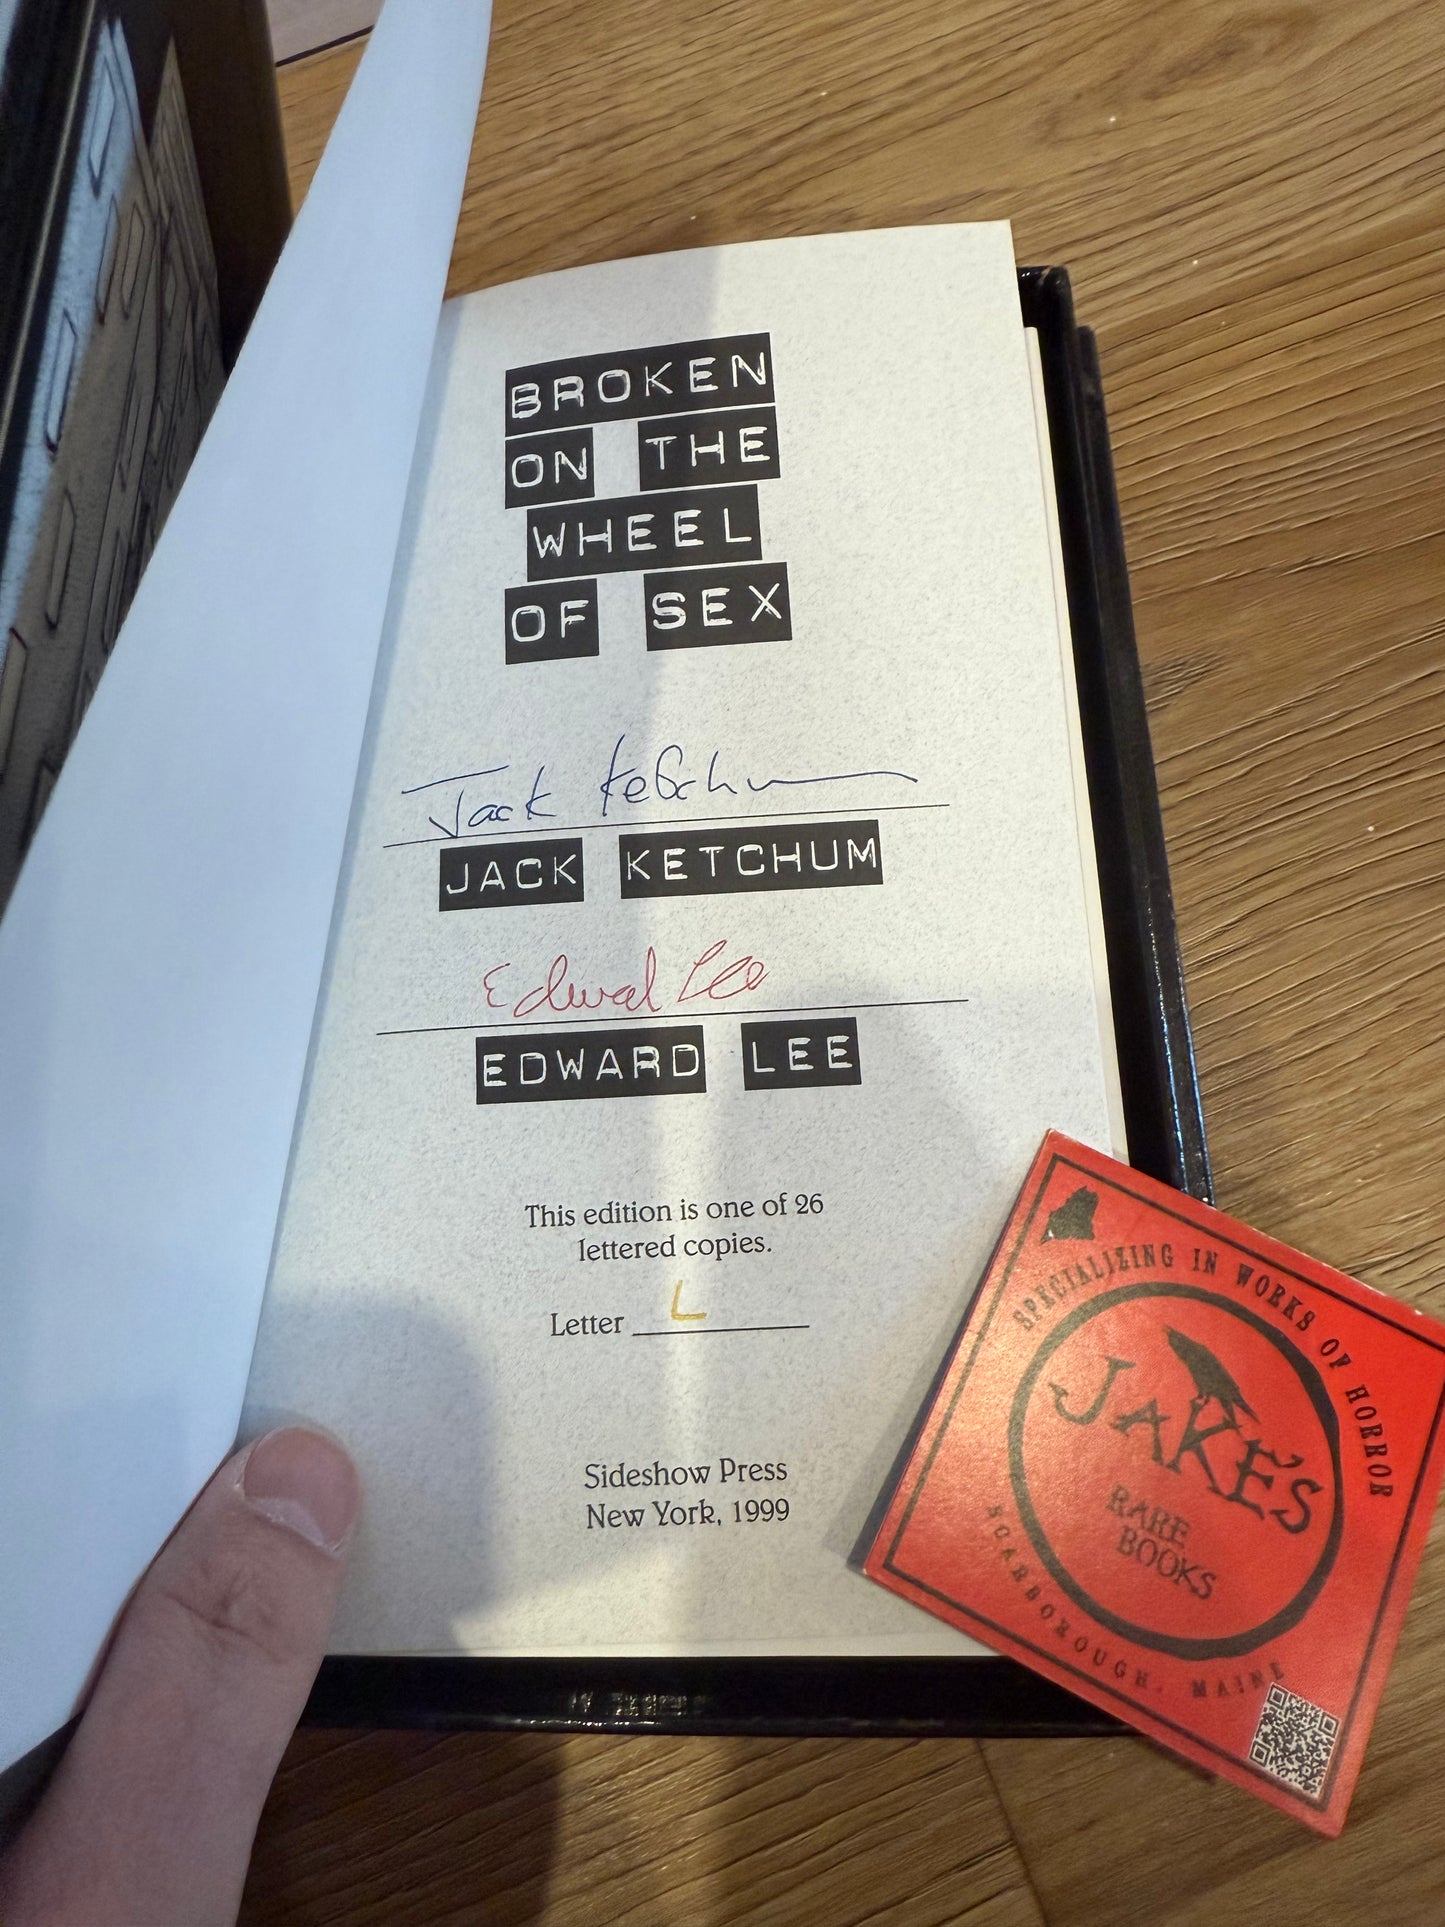 BROKEN
ON THE
WHEEL
OF SEX
Jack Ketchum
JACK KETCHUM
Edward Lee
EDWARD LEE
This edition is one of 26
lettered copies.
Letter L
Sideshow Press
New York, 1999
SPECIALIZING IN WORKS OF HORROR
JAKE'S
RARE
BOOKS
SCARBOROUGH, MAINE